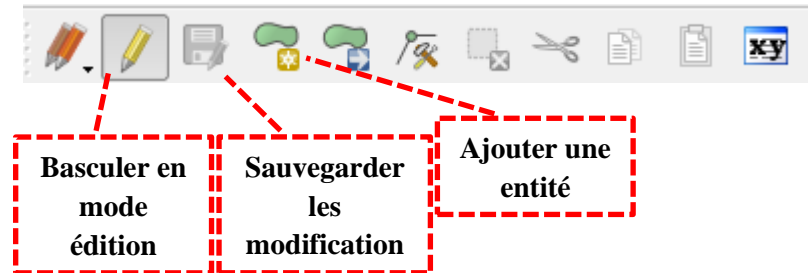 xy
Basculer en
mode
édition
Sauvegarder
les
modification
Ajouter une
entité